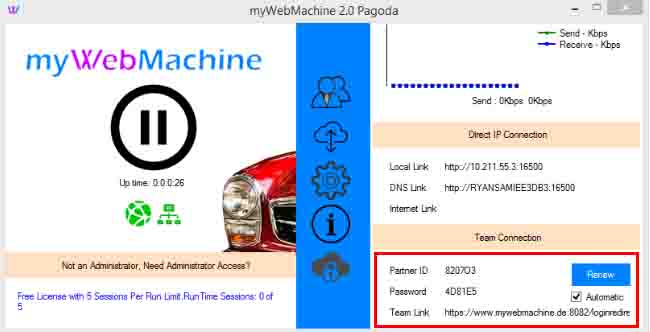 myWebMachine 2.0 Pagoda
myWebMachine
Up time: 0:0:0:26
Not an Administrator, Need Administrator Access?
Free License with 5 Sessions Per Run Limit.RunTime Sessions: 0 of
5
Send - Kbps
Receive - Kbps
Send : 0Kbps 0Kbps
Direct IP Connection
Local Link http://10.211.55.3:16500
DNS Link http://RYANSAMIEE3DB3:16500
Internet Link
Team Connection
Partner ID 8207O3
Renew
Password 4D81E5
Automatic
Team Link https://www.mywebmachine.de:8082/loginredire